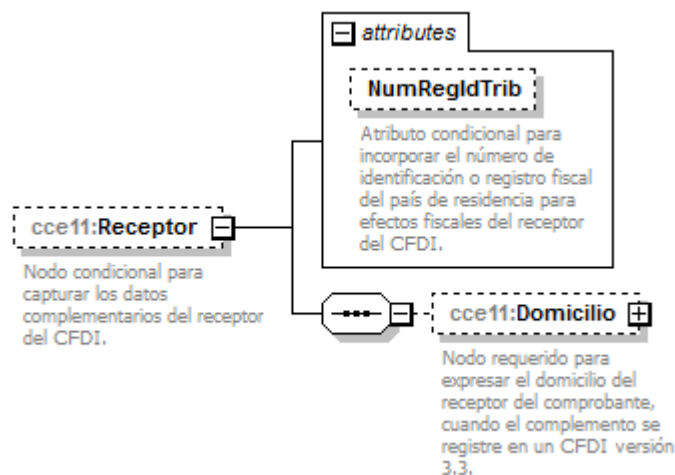 attributes
NumRegIdTrib
Atributo condicional para
incorporar el número de
identificación o registro fiscal
del país de residencia para
efectos fiscales del receptor
del CFDI.
cce11:Receptor
Nodo condicional para
capturar los datos
complementarios del receptor
del CFDI.
cce11:Domicilio
Nodo requerido para
expresar el domicilio del
receptor del comprobante,
cuando el complemento se
registre en un CFDI versión
3.3.